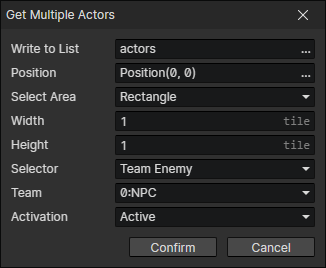 Get Multiple Actors
Write to List actors ...
Position Position(0, 0) ...
Select Area Rectangle
Width 1 tile
Height 1 tile
Selector Team Enemy
Team 0:NPC
Activation Active
Confirm Cancel